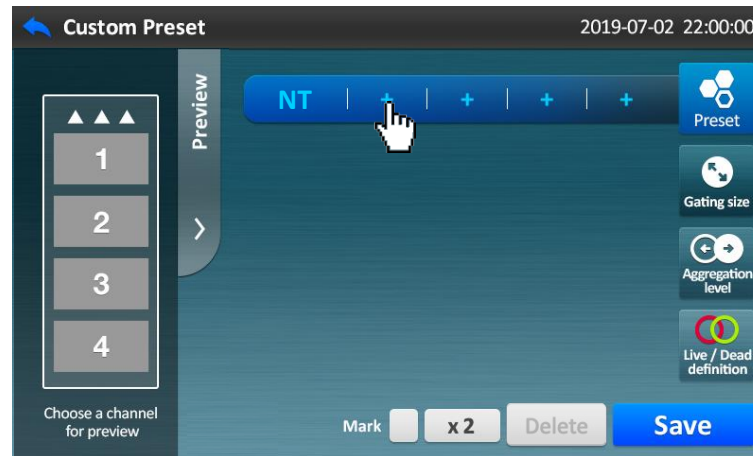 Custom Preset
2019-07-02 22:00:00
Preview
NT + + + +
Preset
1
2
3
4
Gating size
Aggregation
level
Live / Dead
definition
Choose a channel
for preview
Mark x 2 Delete Save